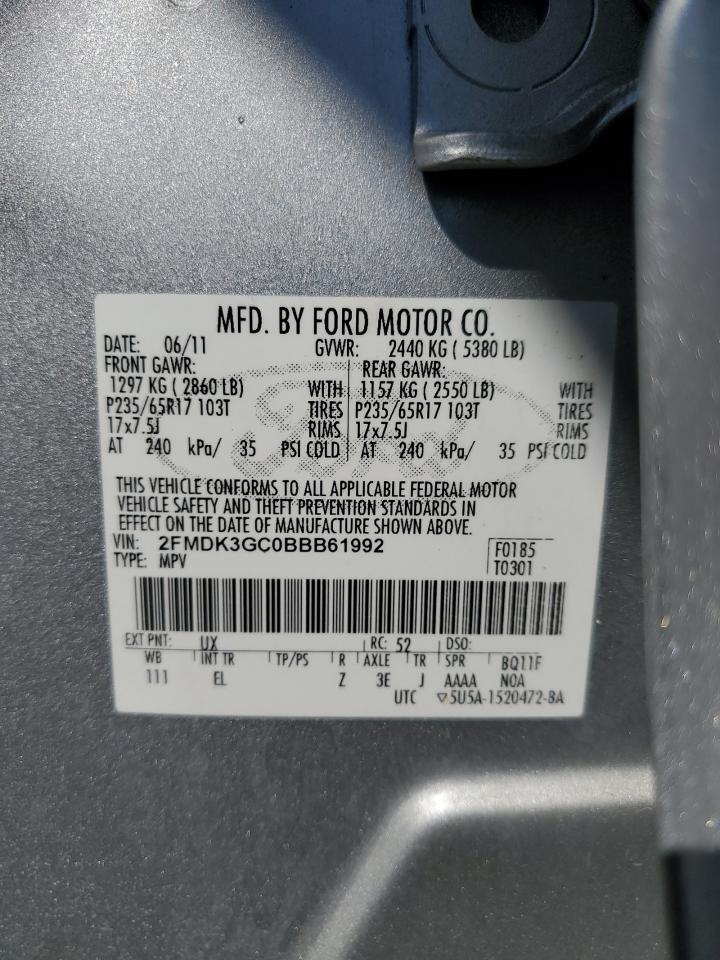 MFD. BY FORD MOTOR CO.
DATE: 06/11 GVWR: 2440 KG ( 5380 LB)
FRONT GAWR: REAR GAWR:
1297 KG ( 2860 LB) WITH 1157 KG ( 2550 LB) WITH
P235/65R17 103T TIRES P235/65R17 103T TIRES
17x7.5J RIMS 17x7.5J RIMS
AT 240 kPa/ 35 PSI COLD AT 240 kPa/ 35 PSI COLD
Ford
THIS VEHICLE CONFORMS TO ALL APPLICABLE FEDERAL MOTOR
VEHICLE SAFETY AND THEFT PREVENTION STANDARDS IN
EFFECT ON THE DATE OF MANUFACTURE SHOWN ABOVE.
VIN: 2FMDK3GC0BBB61992 F0185
TYPE: MPV T0301
EXT PNT: UX RC: 52 DSO:
WB INT TR TP/PS R AXLE TR SPR BQ11F
111 EL Z 3E J AAAA N0A
UTC ▽5U5A-1520472-BA